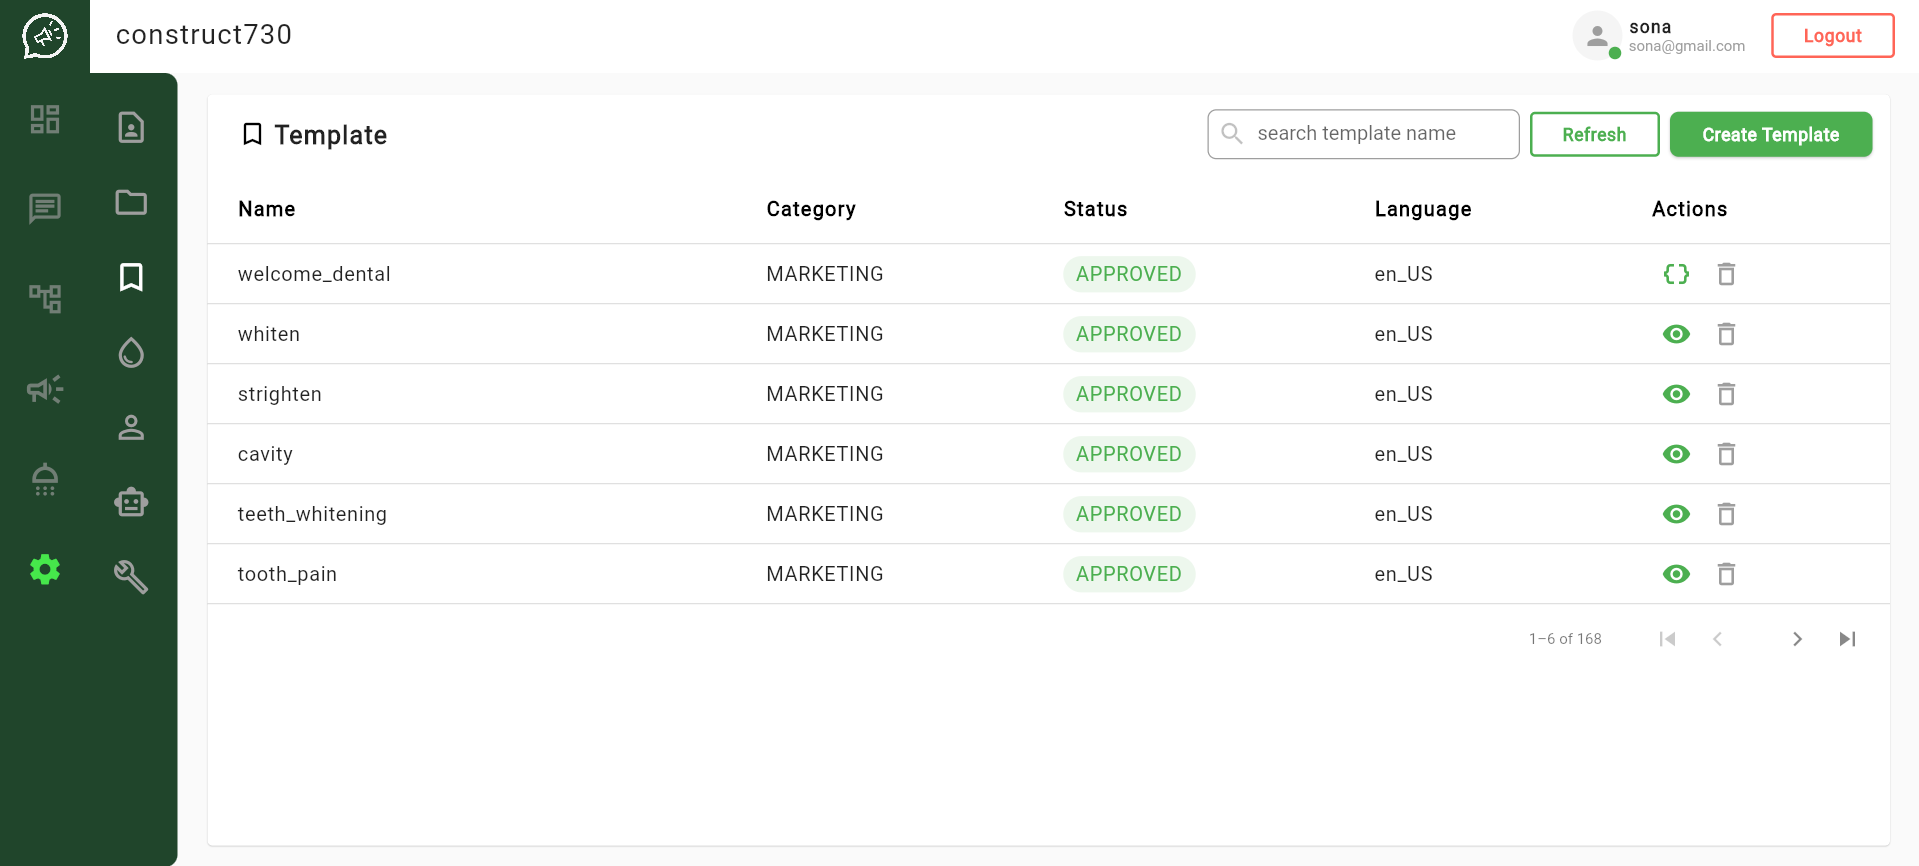 construct730
sona
sona@gmail.com
Logout
Template
search template name
Refresh
Create Template
Name Category Status Language Actions
welcome_dental MARKETING APPROVED en_US
whiten MARKETING APPROVED en_US
strighten MARKETING APPROVED en_US
cavity MARKETING APPROVED en_US
teeth_whitening MARKETING APPROVED en_US
tooth_pain MARKETING APPROVED en_US
1–6 of 168